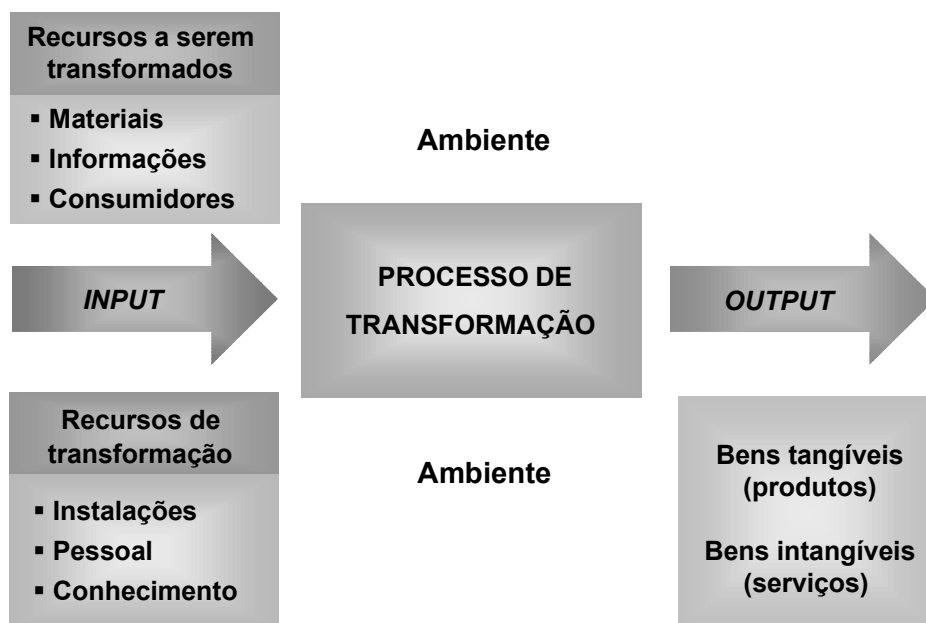 Recursos a serem
transformados
▪ Materiais
▪ Informações
▪ Consumidores
Ambiente
INPUT
PROCESSO DE
TRANSFORMAÇÃO
OUTPUT
Recursos de
transformação
▪ Instalações
▪ Pessoal
▪ Conhecimento
Ambiente
Bens tangíveis
(produtos)
Bens intangíveis
(serviços)